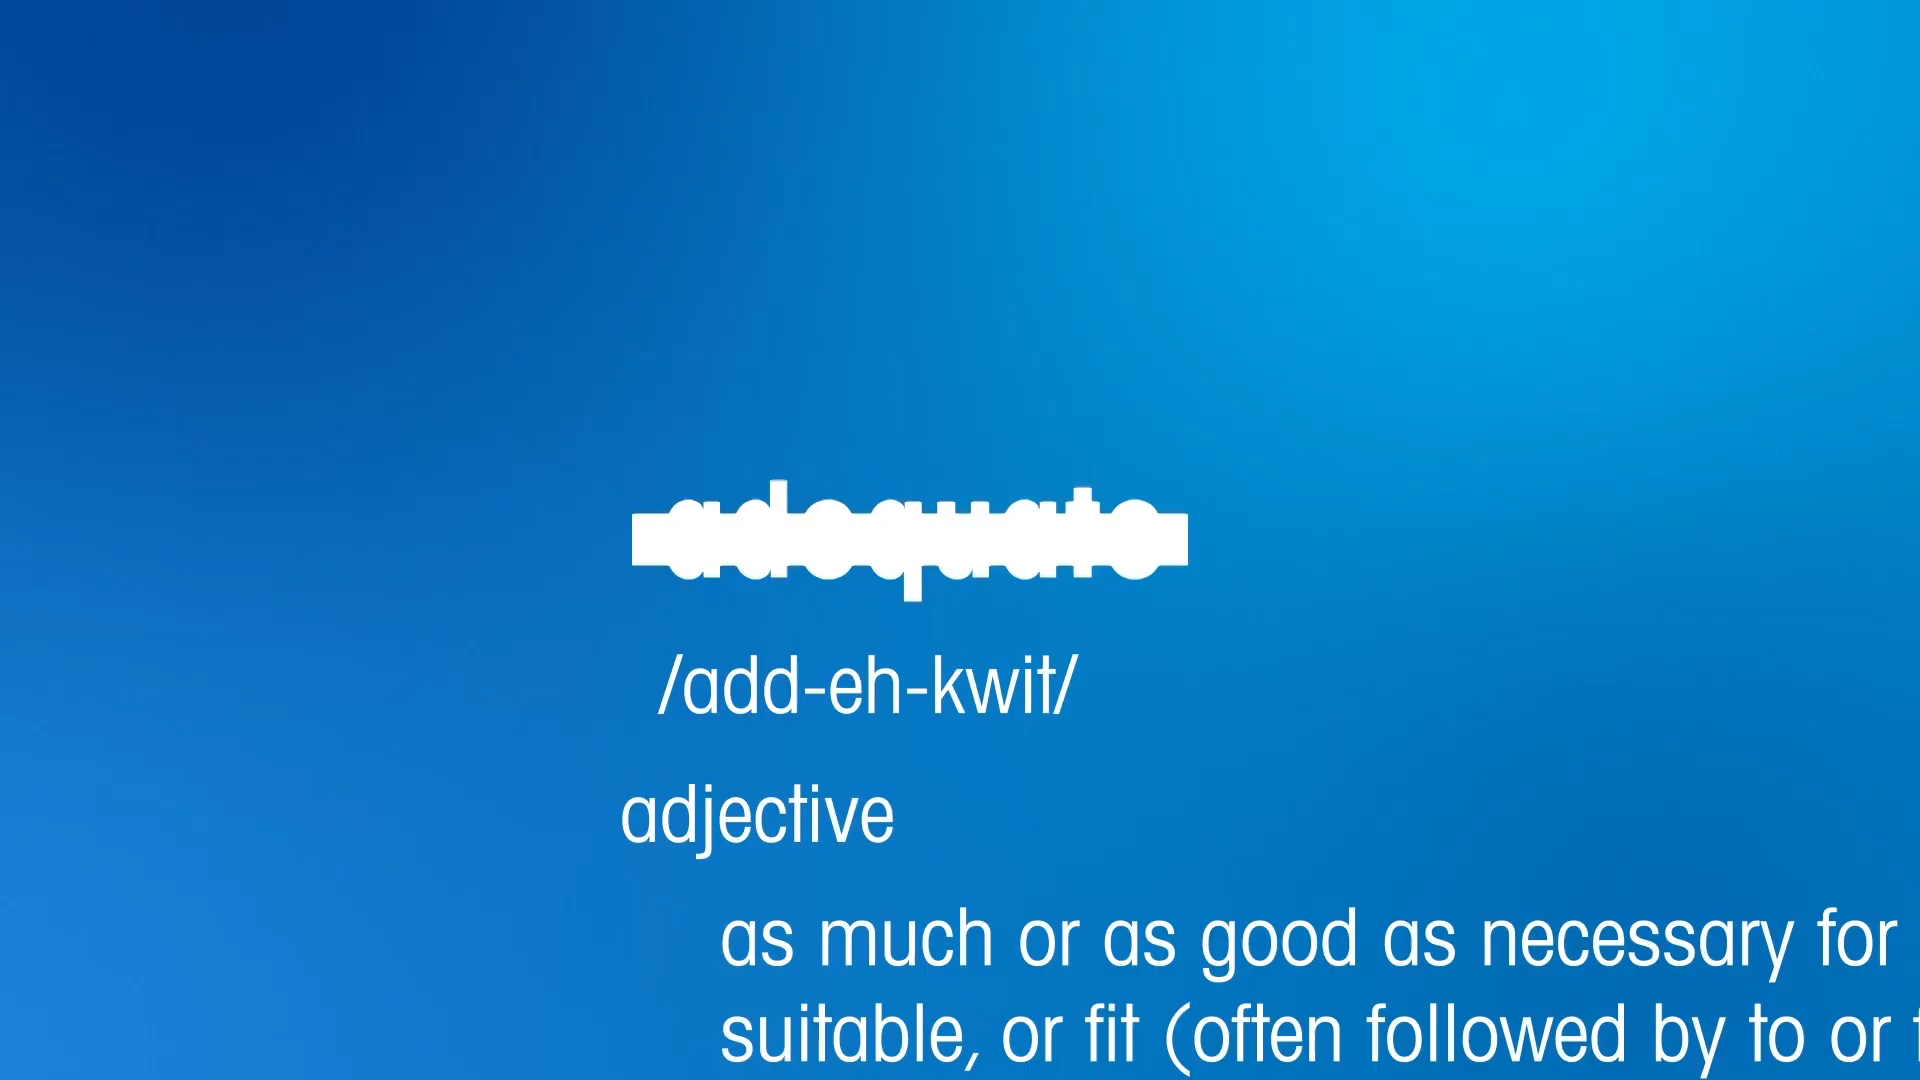 adequate
/add-eh-kwit/
adjective
as much or as good as necessary for
suitable, or fit (often followed by to or